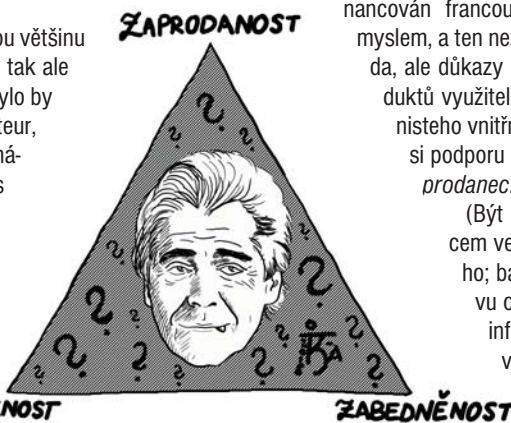 ou většinu
tak ale
ylo by
teur,
ná-
s
ZAPRODANOST
nancován francou
myslem, a ten nez
da, ale důkazy
duktů využitel
nisteho vnitř
si podporu
prodanec.
(Být
cem ve
ho; ba
vu o
inf
v
? ? ? ? ? ? ? ? ? ? ? ? ? ?
NOST
ZABEDNĚNOST